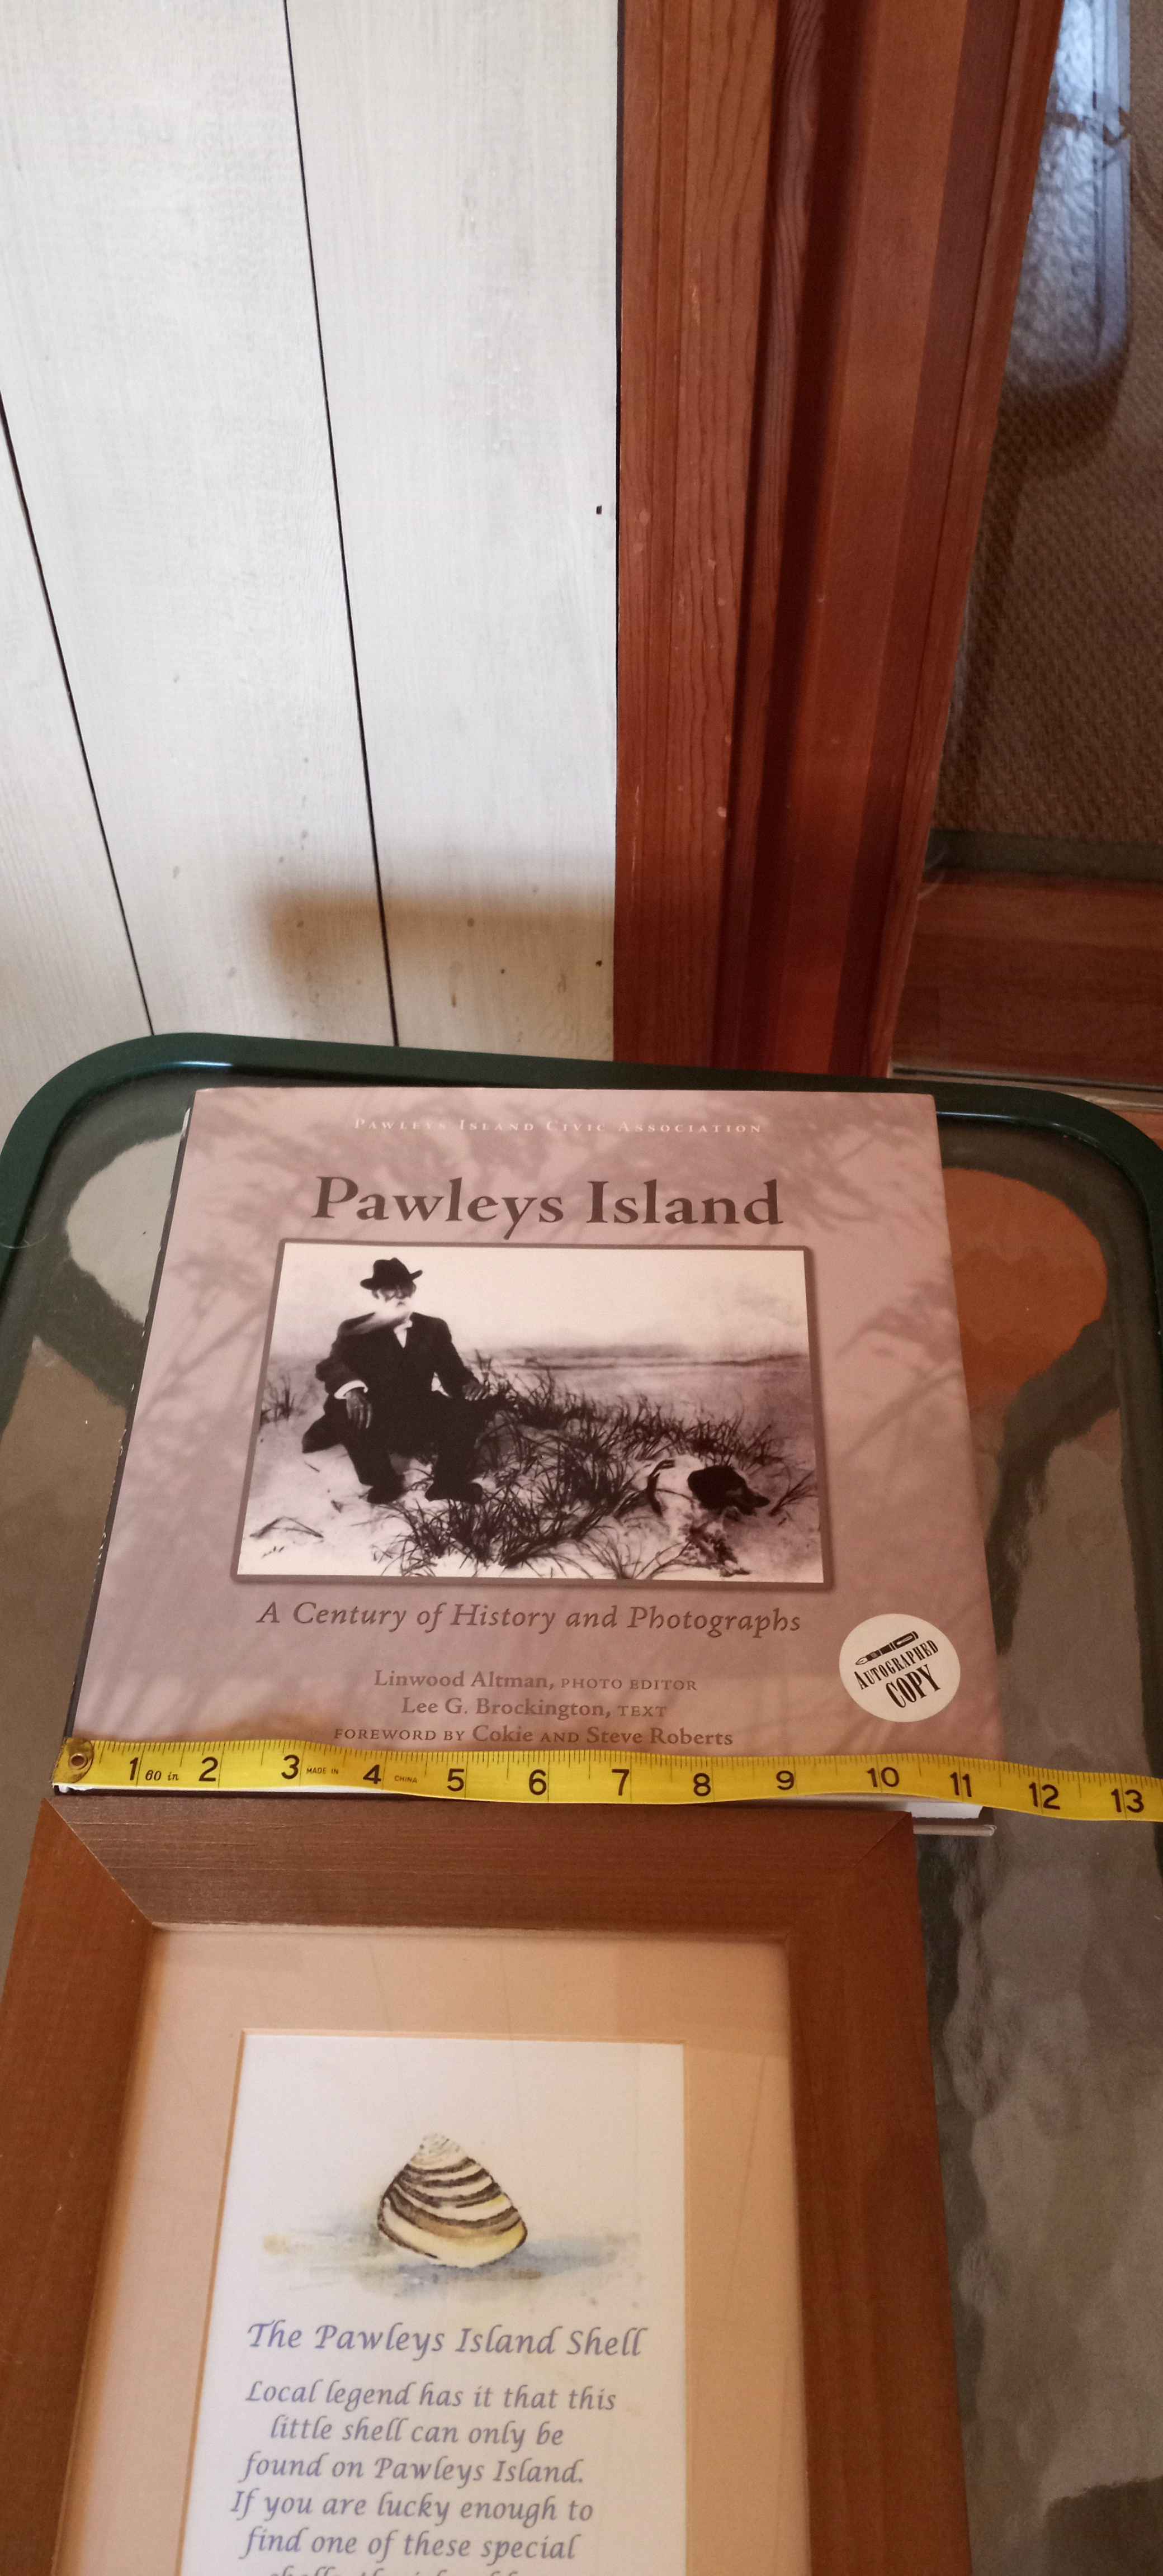 PAWLEYS ISLAND CIVIC ASSOCIATION
Pawleys Island
A Century of History and Photographs
Linwood Altman, PHOTO EDITOR
Lee G. Brockington, TEXT
FOREWORD BY Cokie AND Steve Roberts
AUTOGRAPHED
COPY
1 60 in 2 3 MADE IN 4 CHINA 5 6 7 8 9 10 11 12 13
The Pawleys Island Shell
Local legend has it that this
little shell can only be
found on Pawleys Island.
If you are lucky enough to
find one of these special